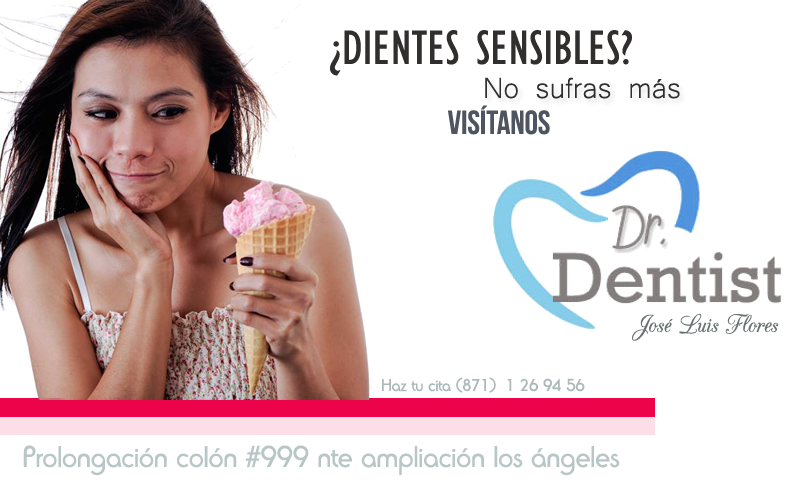 ¿DIENTES SENSIBLES?
No sufras más
VISÍTANOS
Dr.
Dentist
José Luis Flores
Haz tu cita (871) 1 26 94 56
Prolongación colón #999 nte ampliación los ángeles